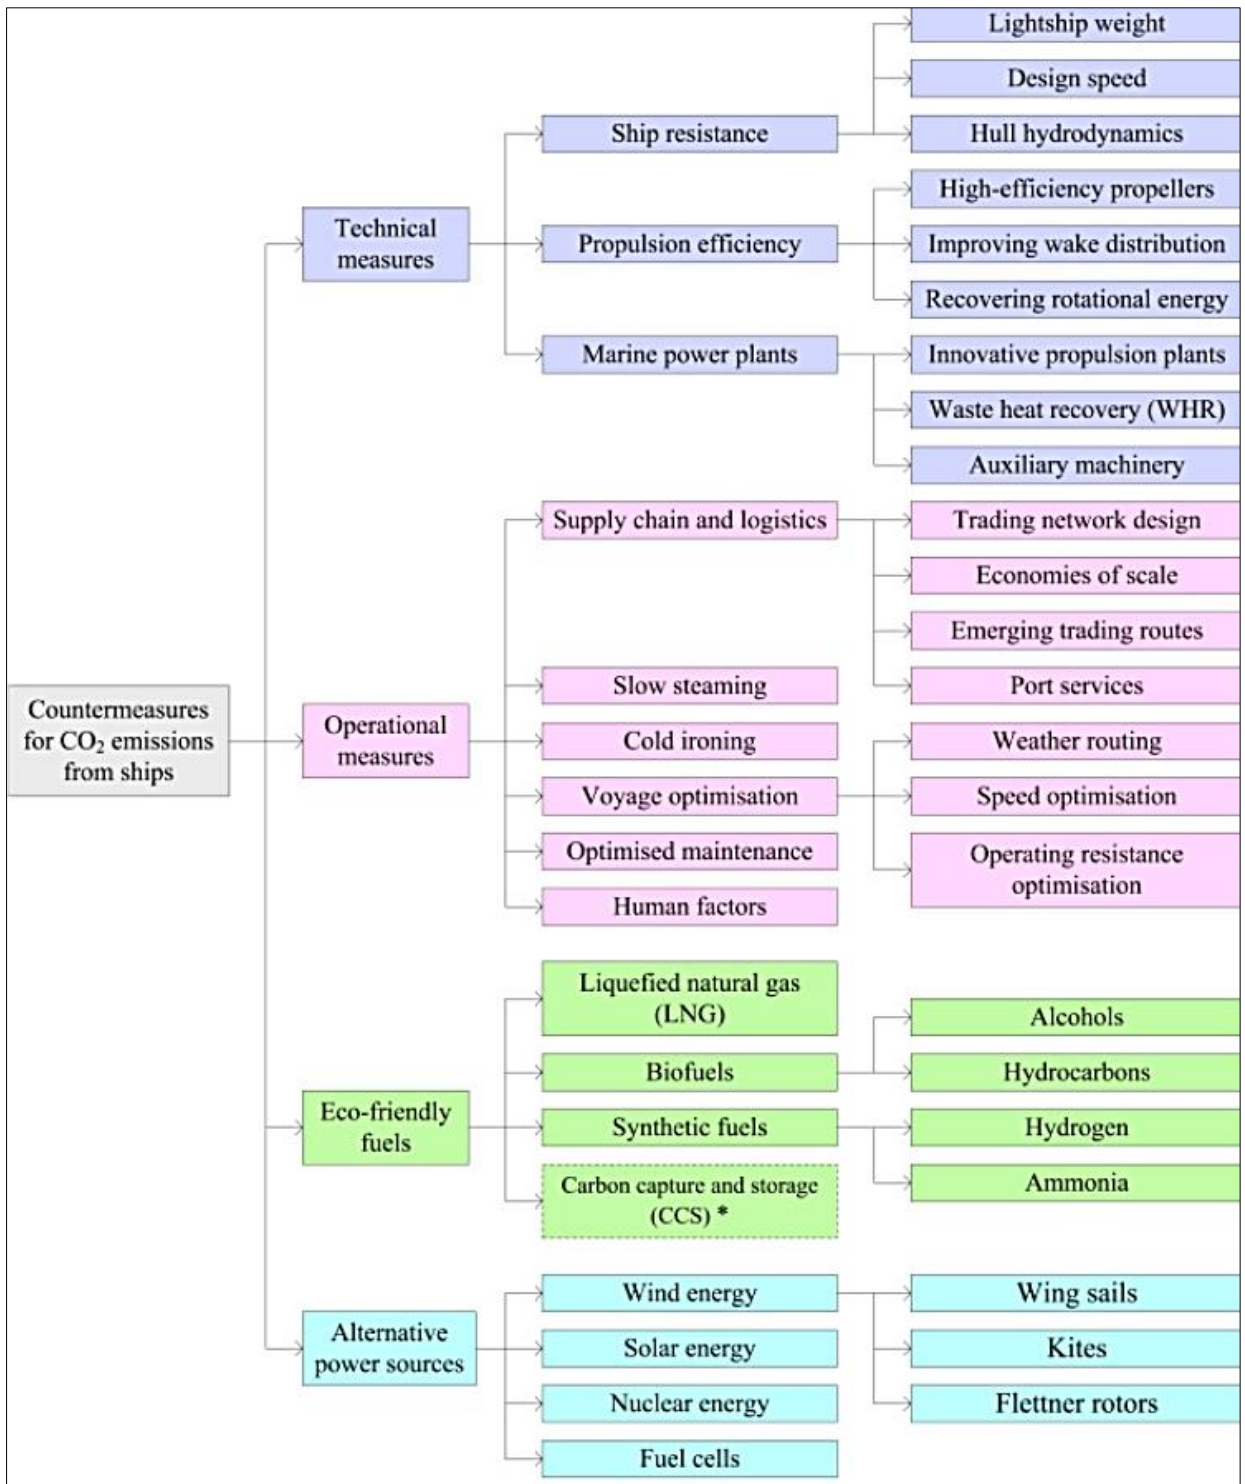 Countermeasures
for CO₂ emissions
from ships
Technical
measures
Ship resistance
Lightship weight
Design speed
Hull hydrodynamics
Propulsion efficiency
High-efficiency propellers
Improving wake distribution
Recovering rotational energy
Marine power plants
Innovative propulsion plants
Waste heat recovery (WHR)
Auxiliary machinery
Operational
measures
Supply chain and logistics
Trading network design
Economies of scale
Emerging trading routes
Port services
Slow steaming
Cold ironing
Voyage optimisation
Weather routing
Speed optimisation
Operating resistance
optimisation
Optimised maintenance
Human factors
Eco-friendly
fuels
Liquefied natural gas
(LNG)
Biofuels
Alcohols
Hydrocarbons
Synthetic fuels
Hydrogen
Ammonia
Carbon capture and storage
(CCS) *
Alternative
power sources
Wind energy
Wing sails
Kites
Flettner rotors
Solar energy
Nuclear energy
Fuel cells